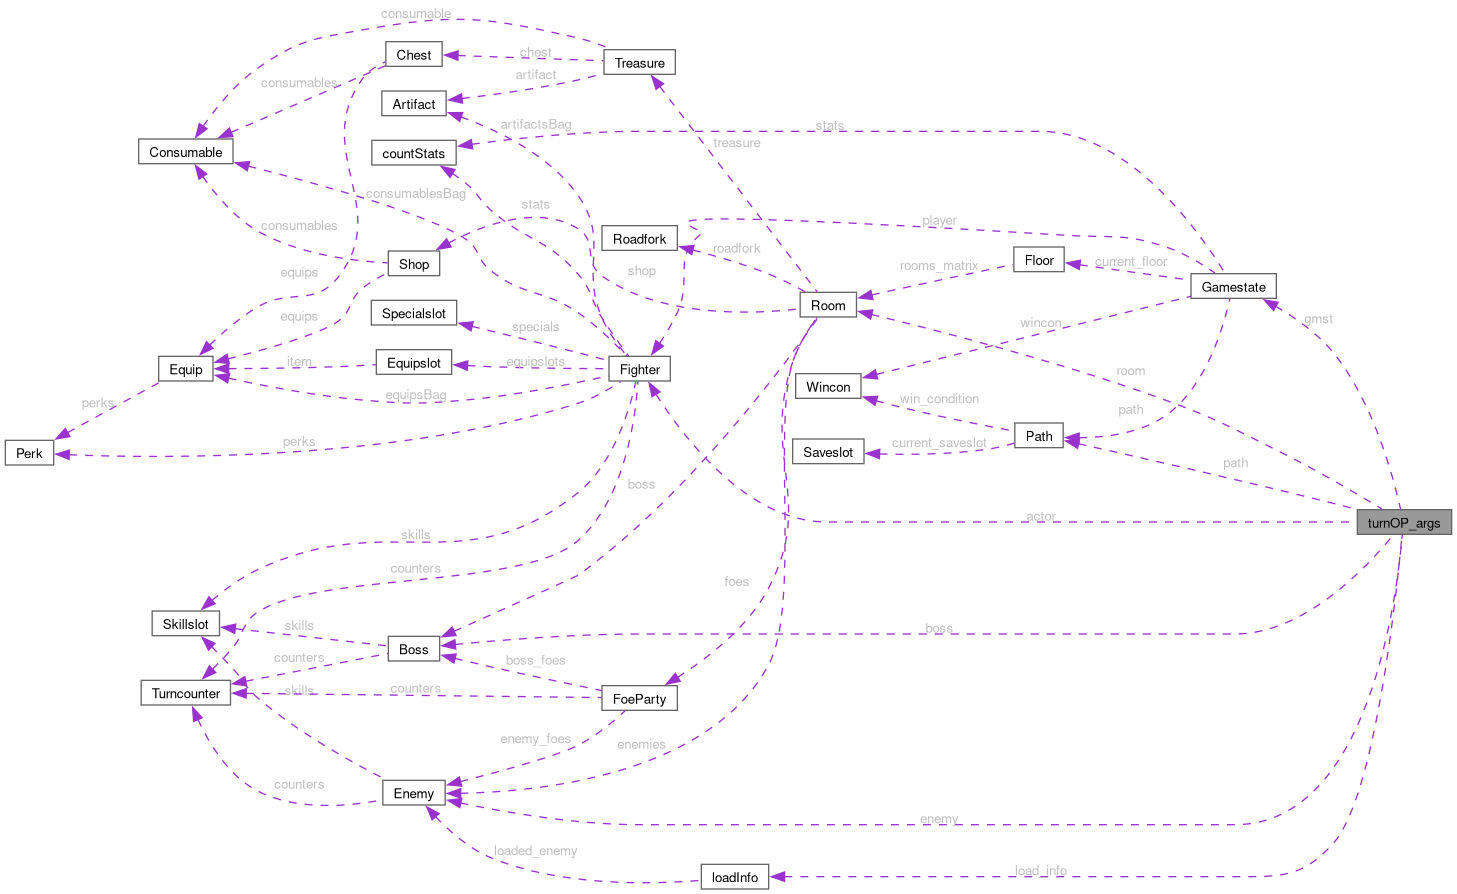 consumable
Chest
chest
Treasure
artifact
consumables
Artifact
artifactsBag
stats
treasure
Consumable
countStats
consumablesBag
stats
player
consumables
Roadfork
roadfork
Shop
equips
shop
rooms_matrix
Floor
current_floor
Gamestate
Room
Specialslot
equips
specials
wincon
gmst
Equip
item
Equipslot
equipslots
Fighter
room
equipsBag
Wincon
win_condition
perks
path
Perk
perks
current_saveslot
Path
Saveslot
path
boss
actor
turnOP_args
skills
counters
foes
Skillslot
skills
boss
Boss
counters
boss_foes
Turncounter
skills
counters
FoeParty
enemy_foes
enemies
counters
Enemy
enemy
loaded_enemy
loadInfo
load_info